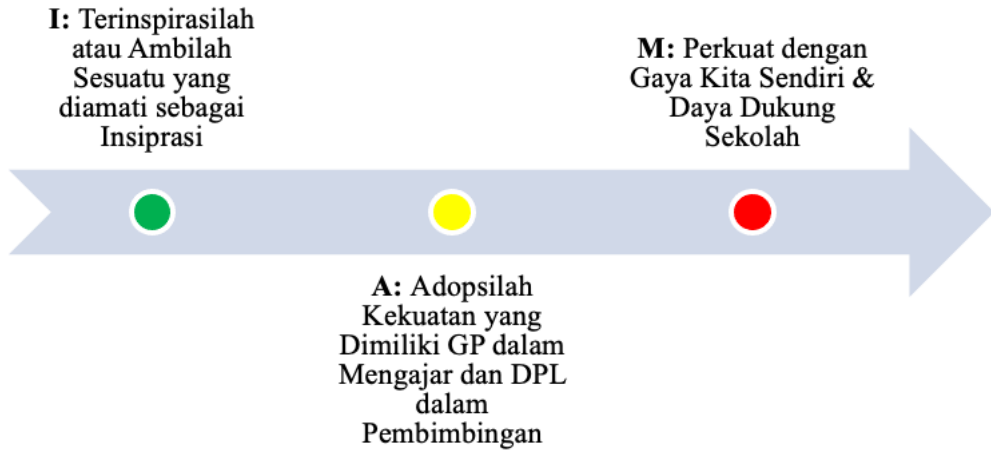 I: Terinspirasilah
atau Ambilah
Sesuatu yang
diamati sebagai
Insiprasi
A: Adopsilah
Kekuatan yang
Dimiliki GP dalam
Mengajar dan DPL
dalam
Pembimbingan
M: Perkuat dengan
Gaya Kita Sendiri &
Daya Dukung
Sekolah